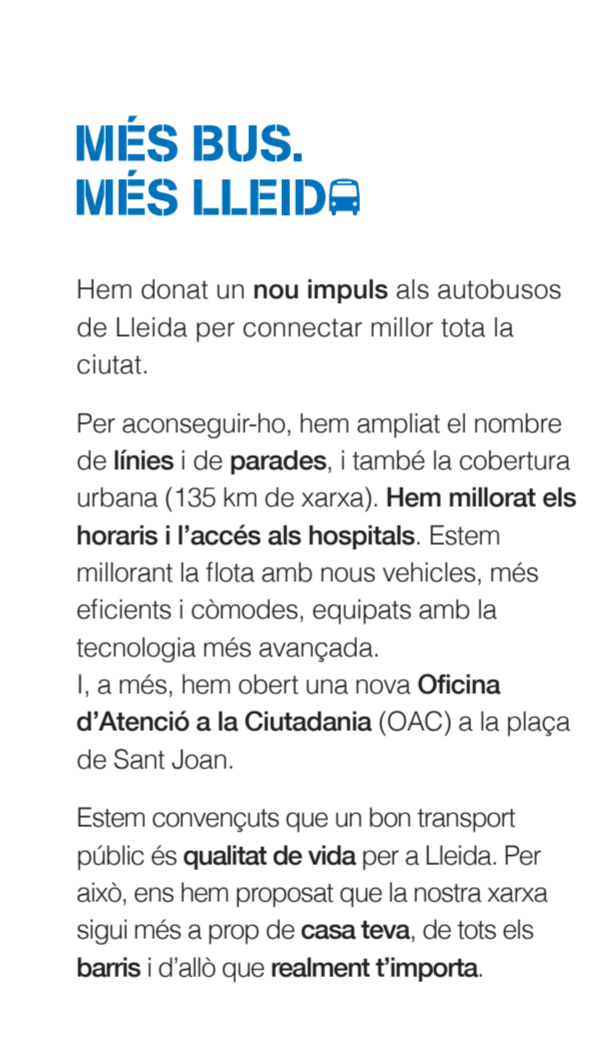 MÉS BUS.
MÉS LLEID
Hem donat un nou impuls als autobusos
de Lleida per connectar millor tota la
ciutat.
Per aconseguir-ho, hem ampliat el nombre
de línies i de parades, i també la cobertura
urbana (135 km de xarxa). Hem millorat els
horaris i l’accés als hospitals. Estem
millorant la flota amb nous vehicles, més
eficients i còmodes, equipats amb la
tecnologia més avançada.
I, a més, hem obert una nova Oficina
d’Atenció a la Ciutadania (OAC) a la plaça
de Sant Joan.
Estem convençuts que un bon transport
públic és qualitat de vida per a Lleida. Per
això, ens hem proposat que la nostra xarxa
sigui més a prop de casa teva, de tots els
barris i d’allò que realment t’importa.